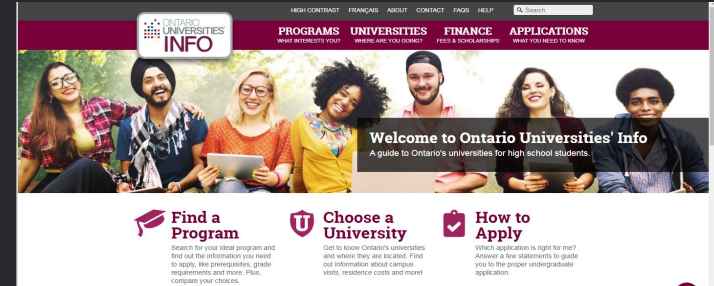 HIGH CONTRAST FRANÇAIS ABOUT CONTACT FAQS HELP Search
ONTARIO
UNIVERSITIES'
INFO
PROGRAMS UNIVERSITIES FINANCE APPLICATIONS
WHAT INTERESTS YOU? WHERE ARE YOU GOING? FEES & SCHOLARSHIPS WHAT YOU NEED TO KNOW
Welcome to Ontario Universities' Info
A guide to Ontario's universities for high school students.
Find a
Program
Search for your ideal program and
find out the information you need
to apply, like prerequisites, grade
requirements and more. Plus,
compare your choices.
U
Choose a
University
Get to know Ontario's universities
and where they are located. Find
out information about campus
visits, residence costs and more!
How to
Apply
Which application is right for me?
Answer a few statements to guide
you to the proper undergraduate
application.